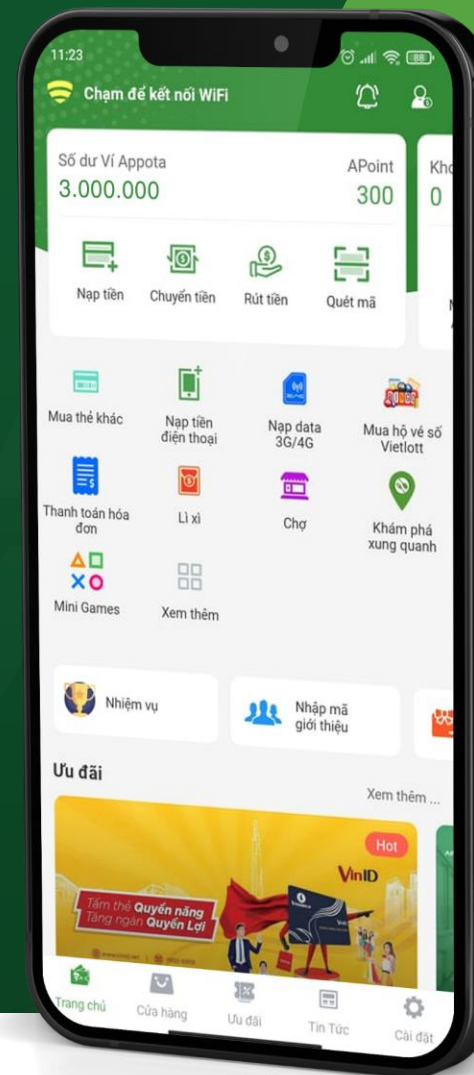 11:23
88
Chạm để kết nối WiFi
Số dư Ví Appota
APoint
3.000.000
300
0
Nạp tiền
Chuyển tiền
Rút tiền
Quét mã
Mua thẻ khác
Nạp tiền
điện thoại
Nạp data
3G/4G
Mua hộ vé số
Vietlott
Thanh toán hóa
đơn
Lì xì
Chợ
Khám phá
xung quanh
Mini Games
Xem thêm
Nhiệm vụ
Nhập mã
giới thiệu
Ưu đãi
Xem thêm ...
Hot
VinID
Tấm thẻ Quyền năng
Tăng ngàn Quyền Lợi
Trang chủ
Cửa hàng
Ưu đãi
Tin Tức
Cài đặt